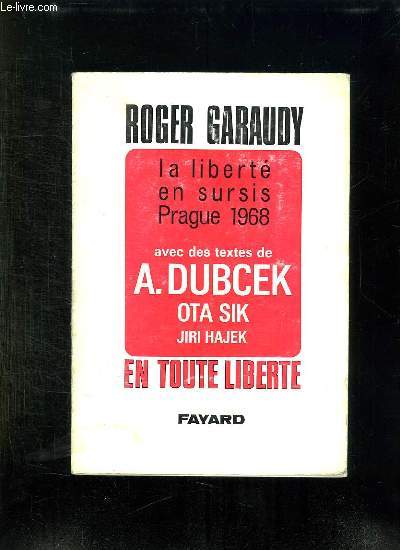 Le-livre.com
ROGER GARAUDY
la liberté
en sursis
Prague 1968
avec des textes de
A. DUBCEK
OTA SIK
JIRI HAJEK
EN TOUTE LIBERTE
FAYARD